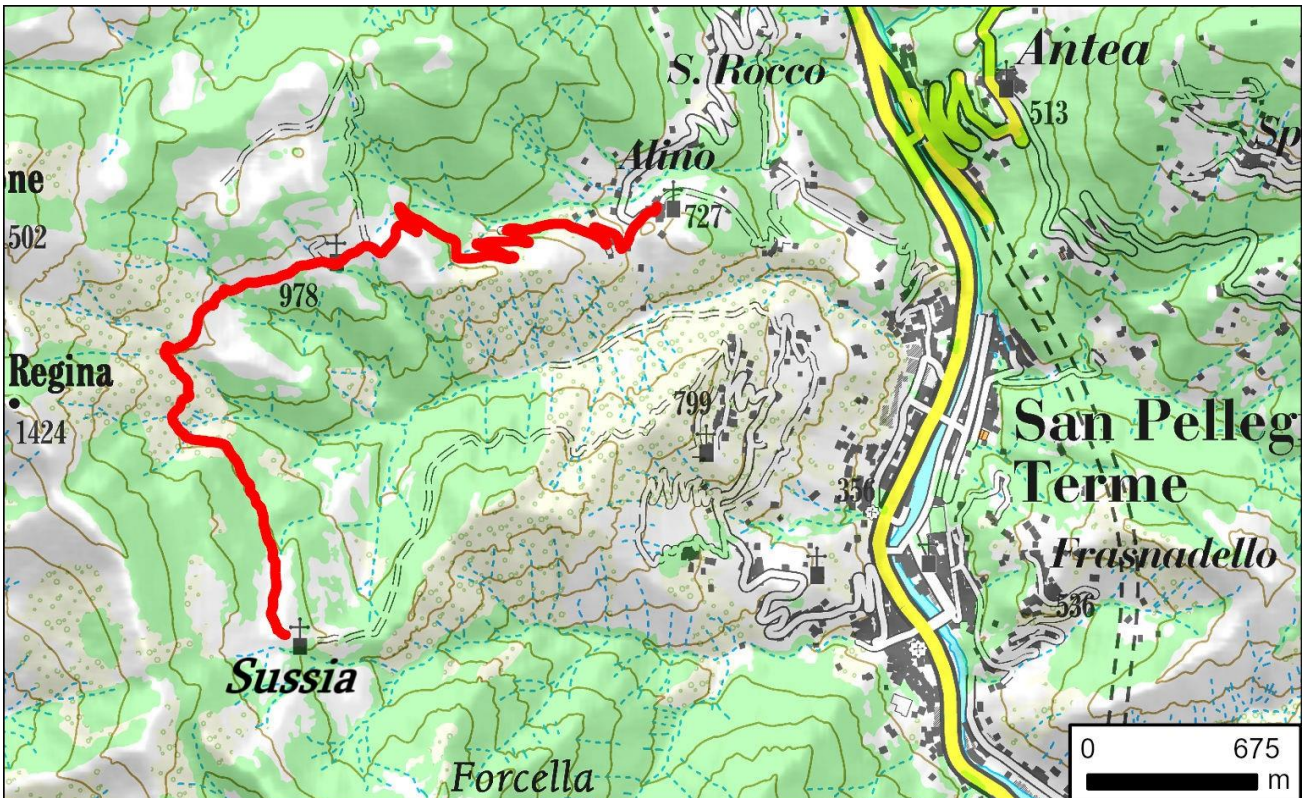 Antea
S. Rocco
513
Sp
Alino
ne
502
727
978
Regina
1424
799
San Pelleg
Terme
356
Frasnadello
536
Sussia
Forcella
0 675
m